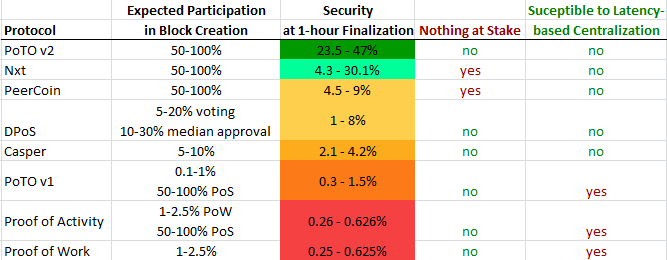 Expected Participation Security Suceptible to Latency-
Protocol in Block Creation at 1-hour Finalization Nothing at Stake based Centralization
PoTO v2 50-100% 23.5 - 47% no no
Nxt 50-100% 4.3 - 30.1% yes no
PeerCoin 50-100% 4.5 - 9% yes no
5-20% voting
DPoS 10-30% median approval 1 - 8% no no
Casper 5-10% 2.1 - 4.2% no no
0.1-1%
PoTO v1 50-100% PoS 0.3 - 1.5% no yes
1-2.5% PoW
Proof of Activity 50-100% PoS 0.26 - 0.626% no yes
Proof of Work 1-2.5% 0.25 - 0.625% no yes